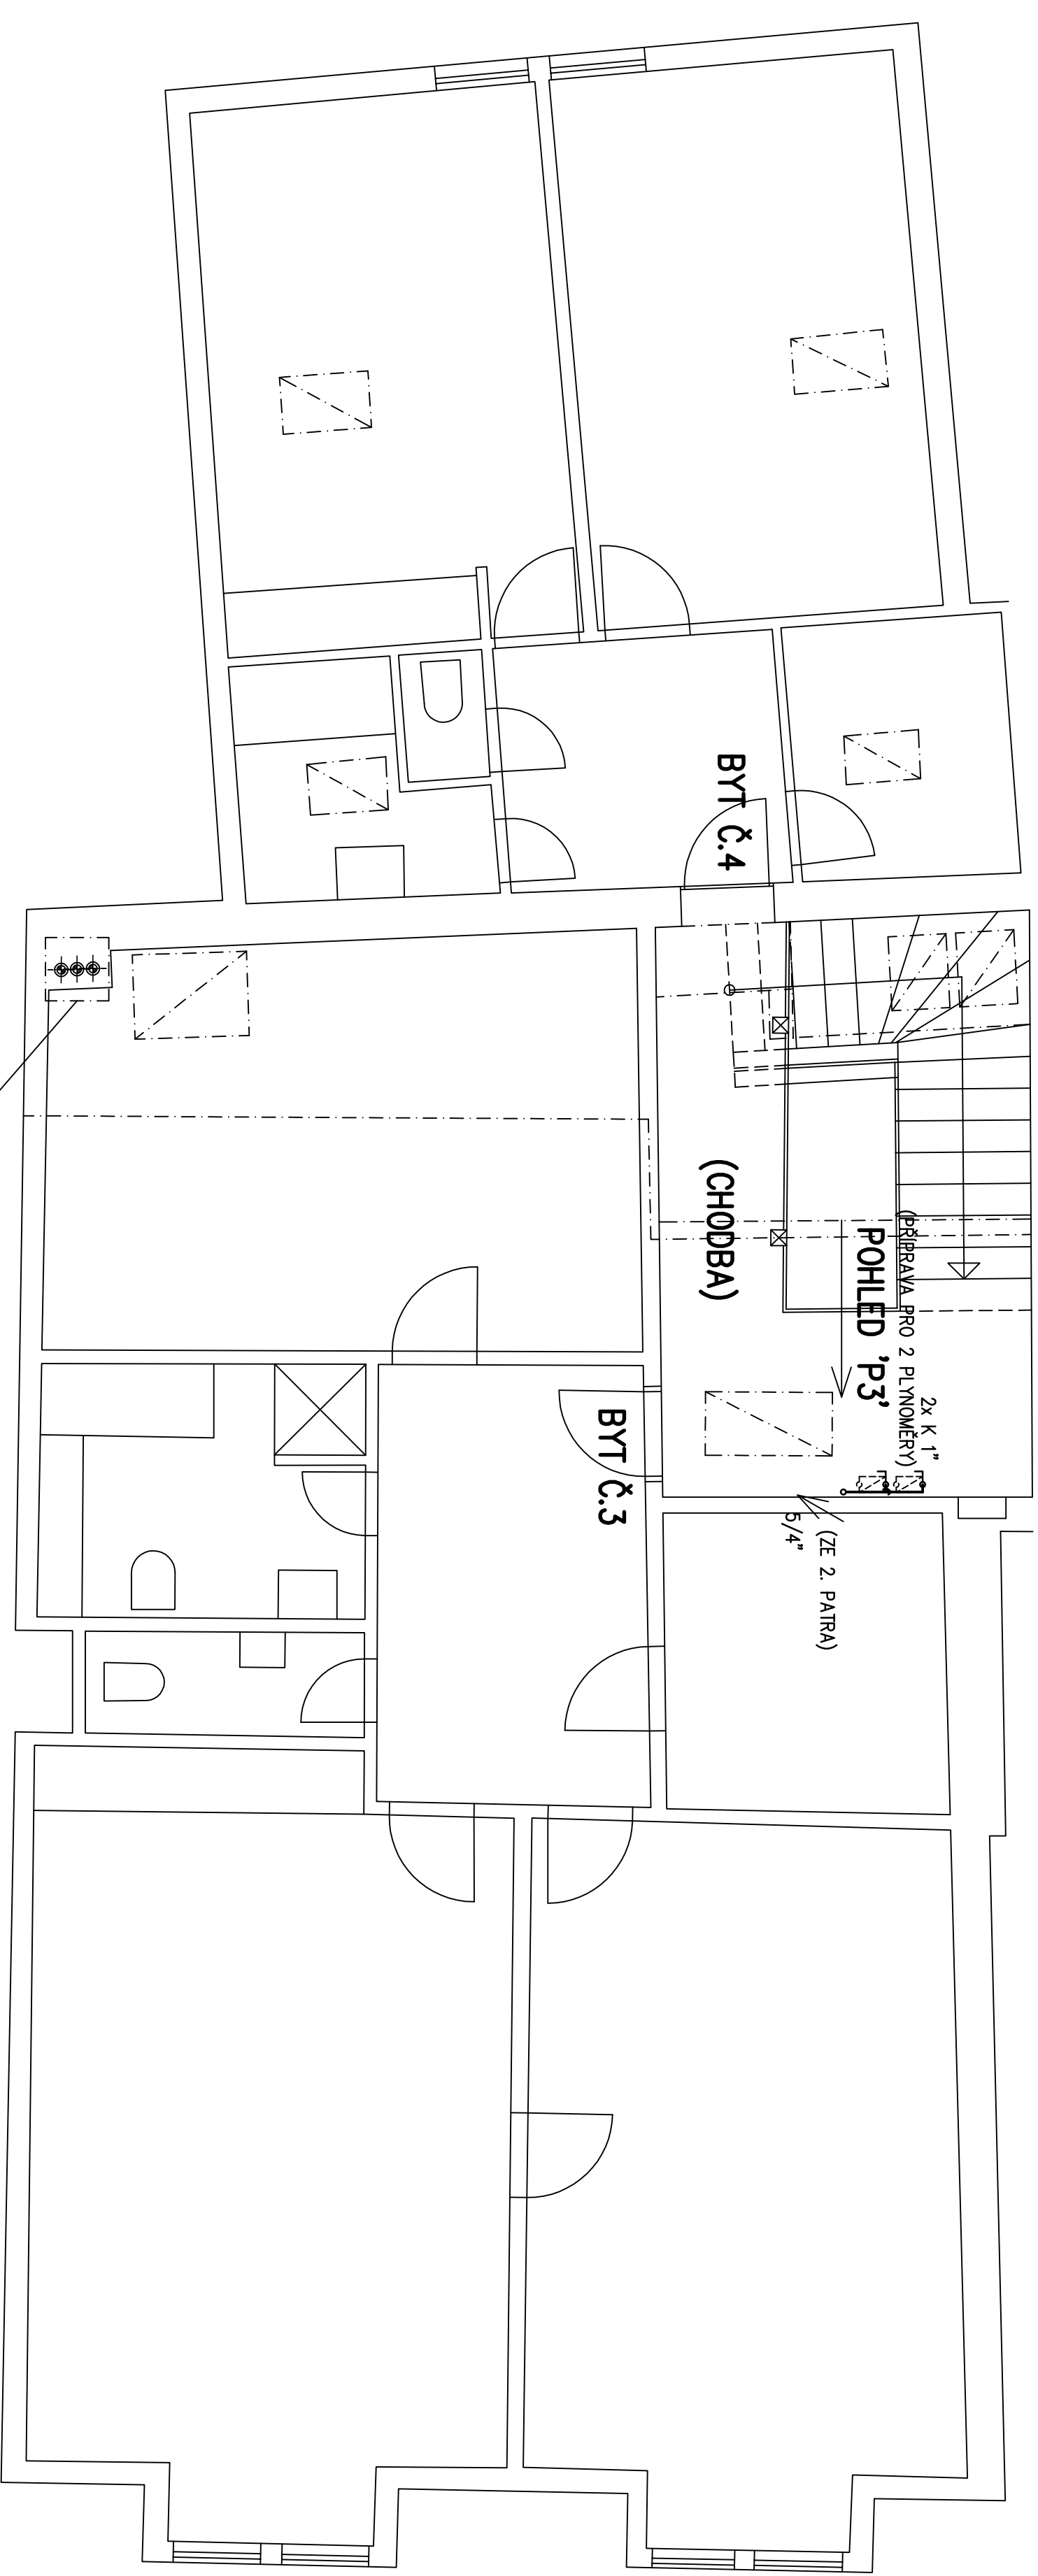 BYT Č.4
(CHODBA)
2x K 1"
(PŘÍPRAVA PRO 2 PLYNOMĚRY)
POHLED 'P3'
BYT Č.3
(ZE 2. PATRA)
5/4"